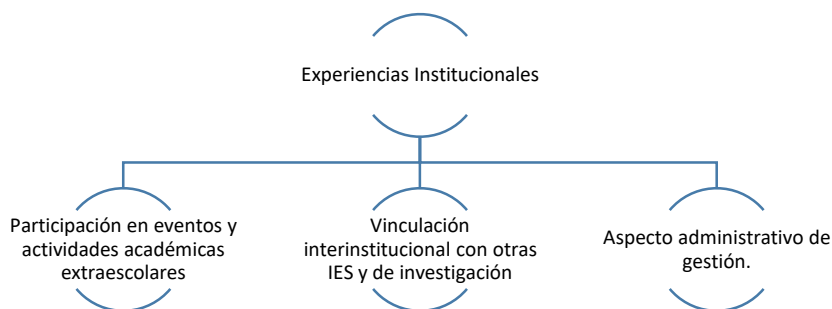 Experiencias Institucionales
Participación en eventos y
actividades académicas
extraescolares
Vinculación
interinstitucional con otras
IES y de investigación
Aspecto administrativo de
gestión.